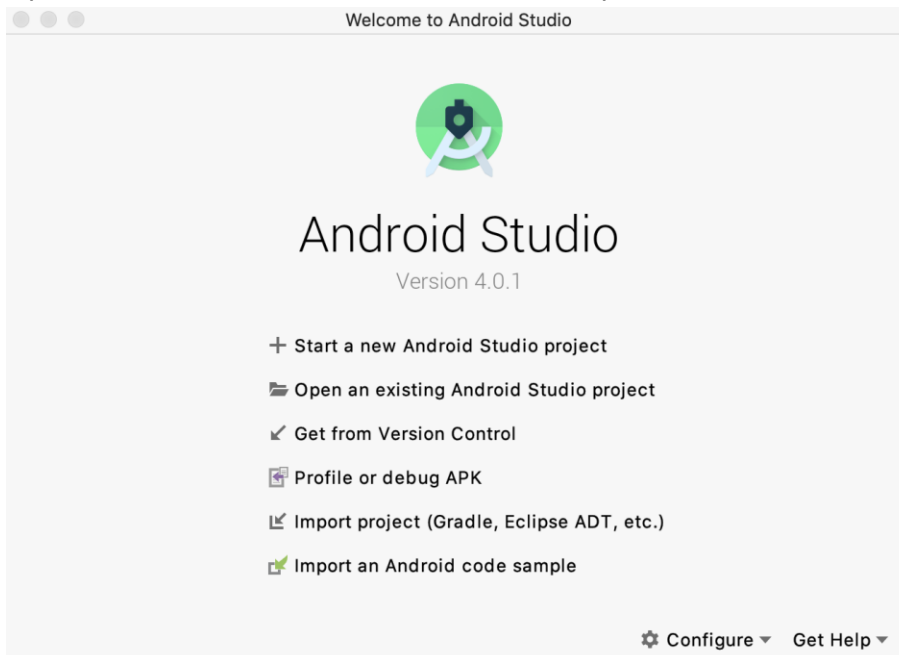 Welcome to Android Studio
Android Studio
Version 4.0.1
Start a new Android Studio project
Open an existing Android Studio project
Get from Version Control
Profile or debug APK
Import project (Gradle, Eclipse ADT, etc.)
Import an Android code sample
Configure Get Help